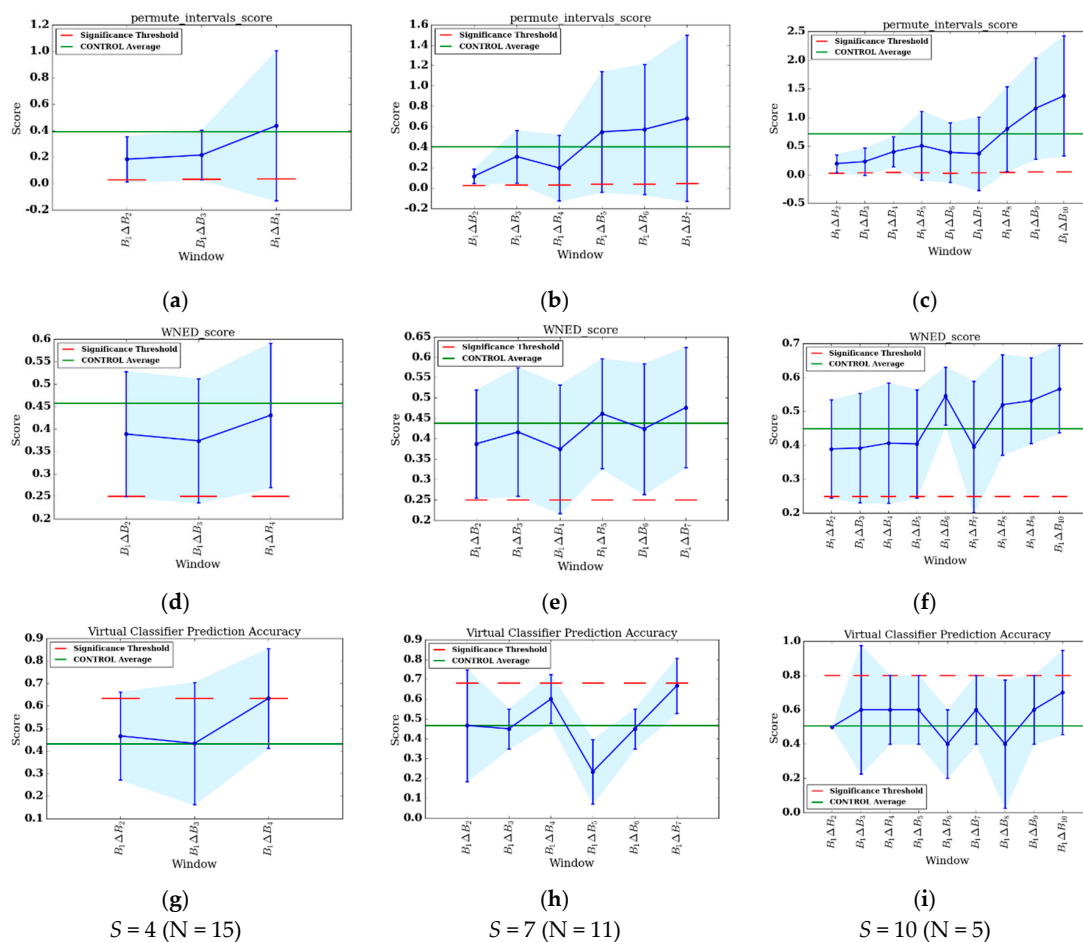 permute_intervals_score
Significance Threshold
CONTROL Average
Score
1.2
1.0
0.8
0.6
0.4
0.2
0.0
-0.2
B₁ΔB₂
B₁ΔB₃
B₁ΔB₄
Window
(a)
permute_intervals_score
Significance Threshold
CONTROL Average
Score
1.6
1.4
1.2
1.0
0.8
0.6
0.4
0.2
0.0
-0.2
B₁ΔB₂
B₁ΔB₃
B₁ΔB₄
B₁ΔB₅
B₁ΔB₆
B₁ΔB₇
Window
(b)
permute_intervals_score
Significance Threshold
CONTROL Average
Score
2.5
2.0
1.5
1.0
0.5
0.0
-0.5
B₁ΔB₂
B₁ΔB₃
B₁ΔB₄
B₁ΔB₅
B₁ΔB₆
B₁ΔB₇
B₁ΔB₈
B₁ΔB₉
B₁ΔB₁₀
Window
(c)
WNED_score
Significance Threshold
CONTROL Average
Score
0.6
0.55
0.5
0.45
0.4
0.35
0.3
0.25
0.2
B₁ΔB₂
B₁ΔB₃
B₁ΔB₄
Window
(d)
WNED_score
Significance Threshold
CONTROL Average
Score
0.65
0.6
0.55
0.5
0.45
0.4
0.35
0.3
0.25
0.2
B₁ΔB₂
B₁ΔB₃
B₁ΔB₄
B₁ΔB₅
B₁ΔB₆
B₁ΔB₇
Window
(e)
WNED_score
Significance Threshold
CONTROL Average
Score
0.7
0.6
0.5
0.4
0.3
0.2
B₁ΔB₂
B₁ΔB₃
B₁ΔB₄
B₁ΔB₅
B₁ΔB₆
B₁ΔB₇
B₁ΔB₈
B₁ΔB₉
B₁ΔB₁₀
Window
(f)
Virtual Classifier Prediction Accuracy
Significance Threshold
CONTROL Average
Score
0.9
0.8
0.7
0.6
0.5
0.4
0.3
0.2
0.1
B₁ΔB₂
B₁ΔB₃
B₁ΔB₄
Window
(g)
Virtual Classifier Prediction Accuracy
Significance Threshold
CONTROL Average
Score
0.9
0.8
0.7
0.6
0.5
0.4
0.3
0.2
0.1
0.0
B₁ΔB₂
B₁ΔB₃
B₁ΔB₄
B₁ΔB₅
B₁ΔB₆
B₁ΔB₇
Window
(h)
Virtual Classifier Prediction Accuracy
Significance Threshold
CONTROL Average
Score
1.0
0.8
0.6
0.4
0.2
0.0
B₁ΔB₂
B₁ΔB₃
B₁ΔB₄
B₁ΔB₅
B₁ΔB₆
B₁ΔB₇
B₁ΔB₈
B₁ΔB₉
B₁ΔB₁₀
Window
(i)
S = 4 (N = 15)
S = 7 (N = 11)
S = 10 (N = 5)